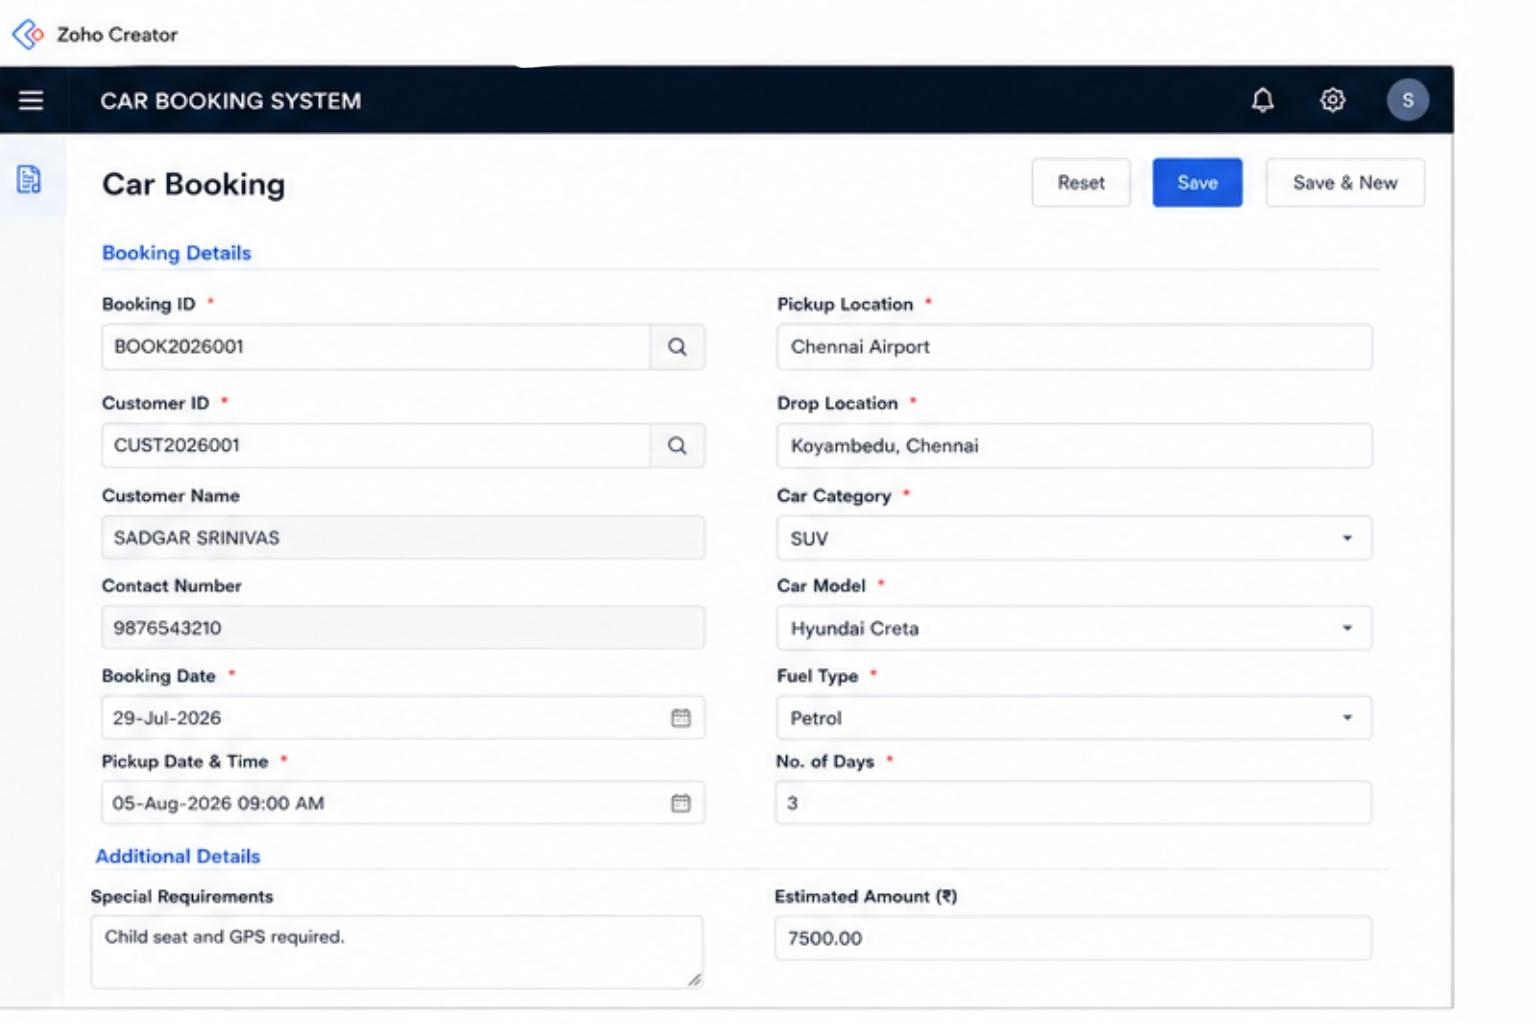 Zoho Creator
CAR BOOKING SYSTEM
S
Car Booking
Reset
Save
Save & New
Booking Details
Booking ID *
BOOK2026001
Pickup Location *
Chennai Airport
Customer ID *
CUST2026001
Drop Location *
Koyambedu, Chennai
Customer Name
SADGAR SRINIVAS
Car Category *
SUV
Contact Number
9876543210
Car Model *
Hyundai Creta
Booking Date *
29-Jul-2026
Fuel Type *
Petrol
Pickup Date & Time *
05-Aug-2026 09:00 AM
No. of Days *
3
Additional Details
Special Requirements
Child seat and GPS required.
Estimated Amount (₹)
7500.00